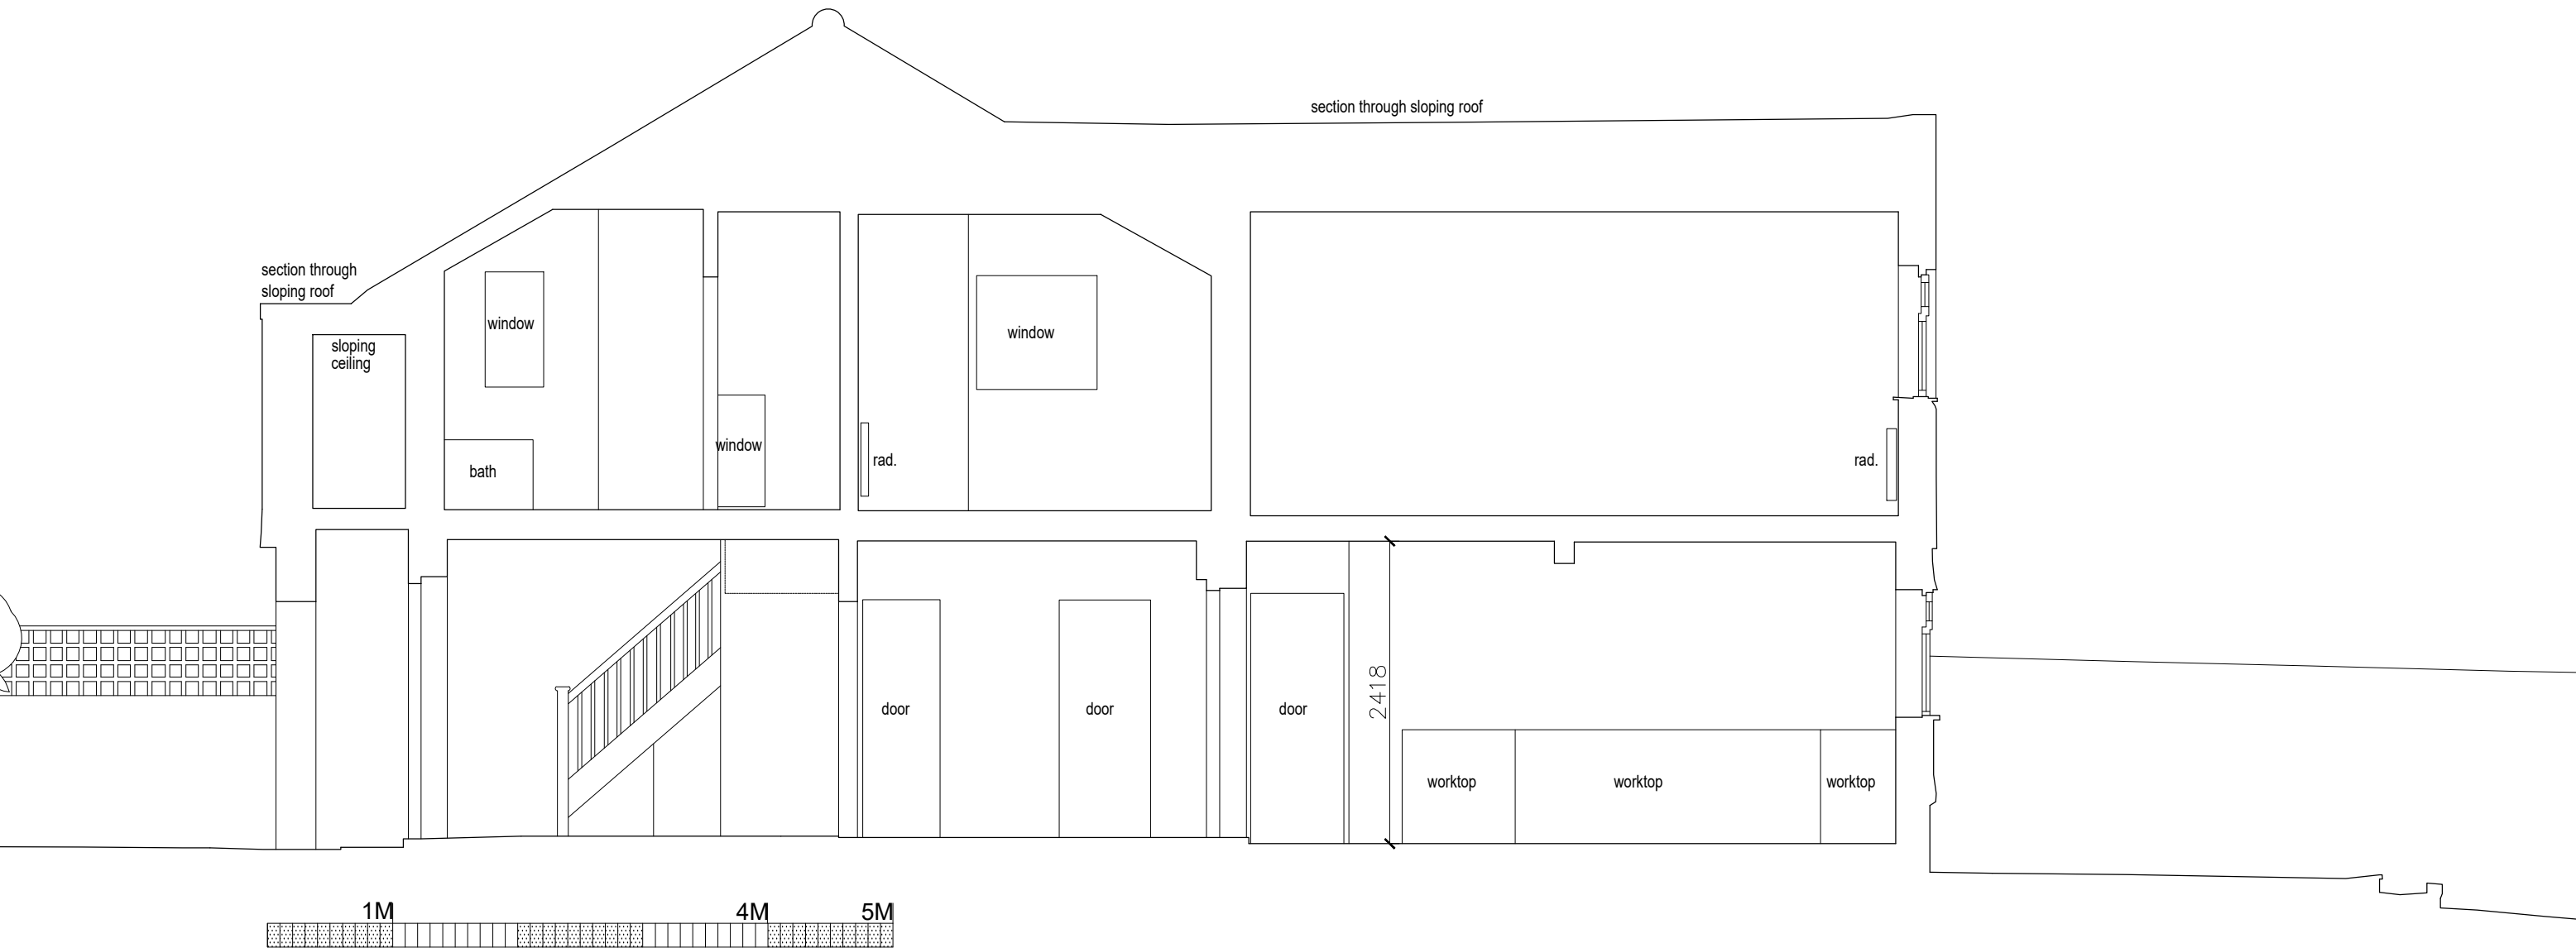 section through sloping roof
section through
sloping roof
sloping
ceiling
window
window
window
bath
rad.
rad.
door
door
door
2418
worktop
worktop
worktop
1M
4M
5M